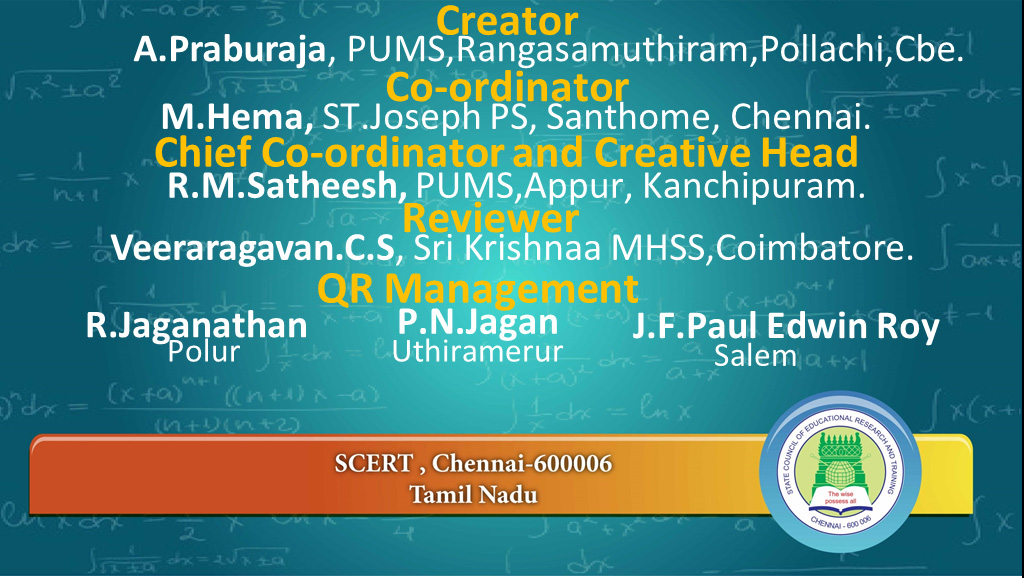 Creator
A.Praburaja, PUMS,Rangasamuthiram,Pollachi,Cbe.
Co-ordinator
M.Hema, ST.Joseph PS, Santhome, Chennai.
Chief Co-ordinator and Creative Head
R.M.Satheesh, PUMS,Appur, Kanchipuram.
Reviewer
Veeraragavan.C.S, Sri Krishnaa MHSS,Coimbatore.
QR Management
R.Jaganathan P.N.Jagan J.F.Paul Edwin Roy
Polur Uthiramerur Salem
SCERT , Chennai-600006
Tamil Nadu
STATE COUNCIL OF EDUCATIONAL RESEARCH AND TRAINING
The wise
possess all
CHENNAI - 600 006